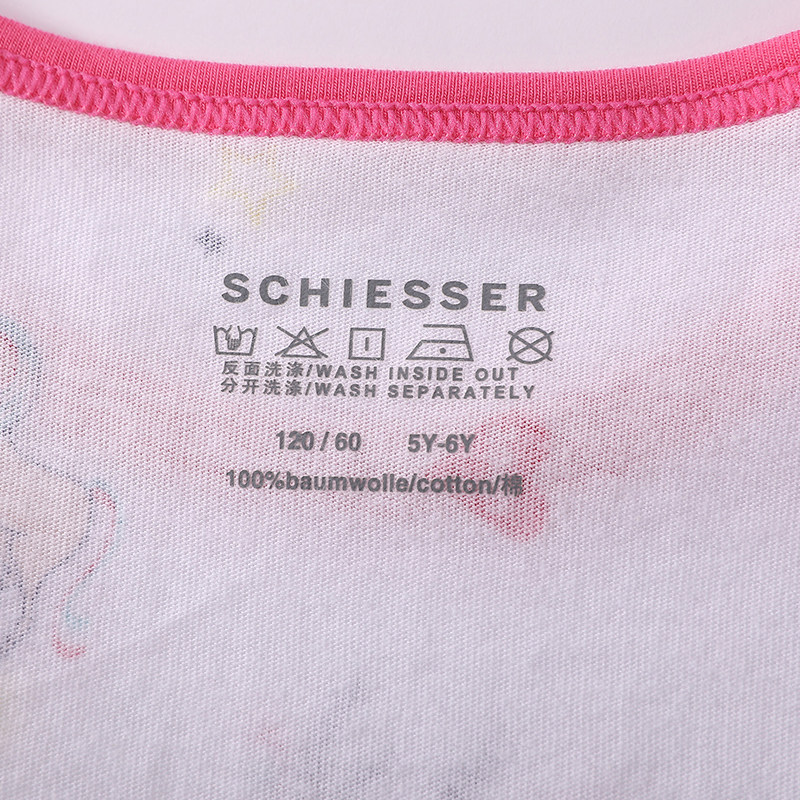 SCHIESSER
反面洗涤/WASH INSIDE OUT
分开洗涤/WASH SEPARATELY
120/60 5Y-6Y
100%baumwolle/cotton/棉